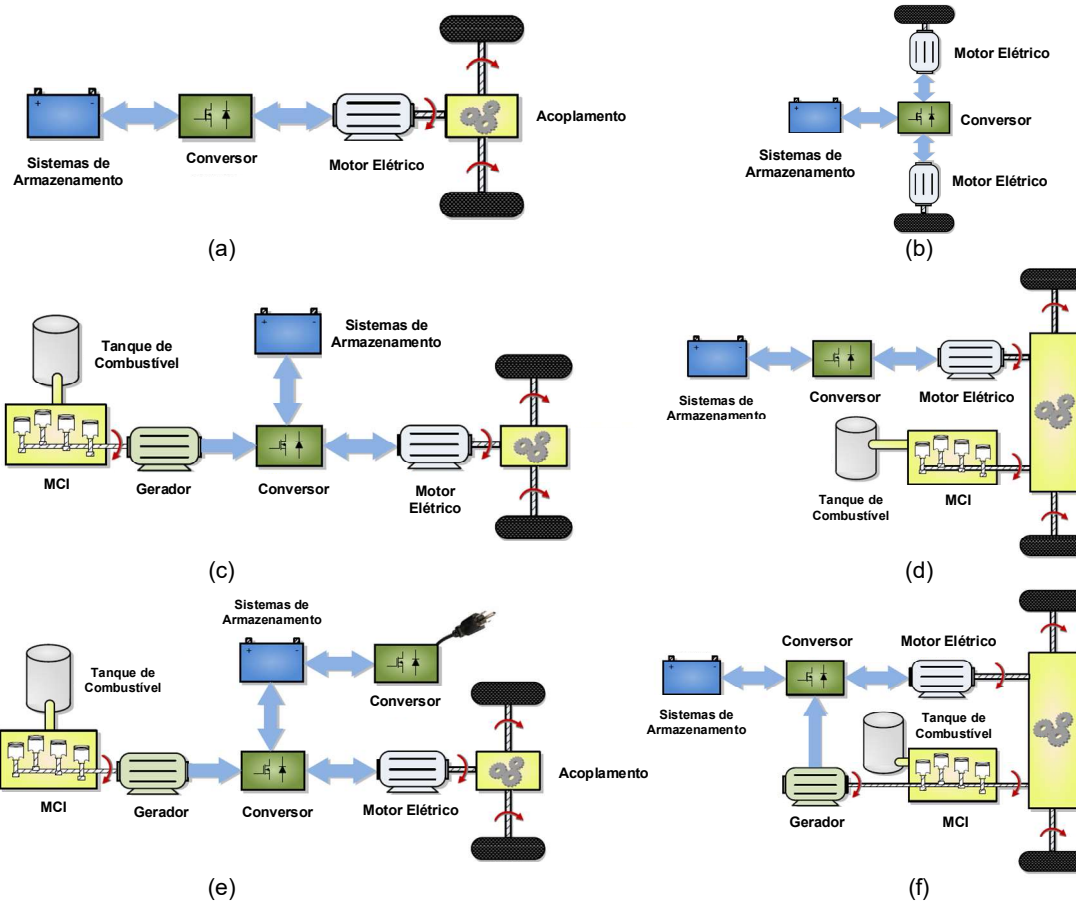 Sistemas de
Armazenamento
Conversor
Motor Elétrico
Acoplamento
(a)
Motor Elétrico
Conversor
Sistemas de
Armazenamento
Motor Elétrico
(b)
Tanque de
Combustível
Sistemas de
Armazenamento
MCI
Gerador
Conversor
Motor
Elétrico
(c)
Sistemas de
Armazenamento
Conversor
Motor Elétrico
Tanque de
Combustível
MCI
(d)
Sistemas de
Armazenamento
Tanque de
Combustível
Conversor
MCI
Gerador
Conversor
Motor Elétrico
Acoplamento
(e)
Conversor
Motor Elétrico
Sistemas de
Armazenamento
Tanque de
Combustível
Gerador
MCI
(f)